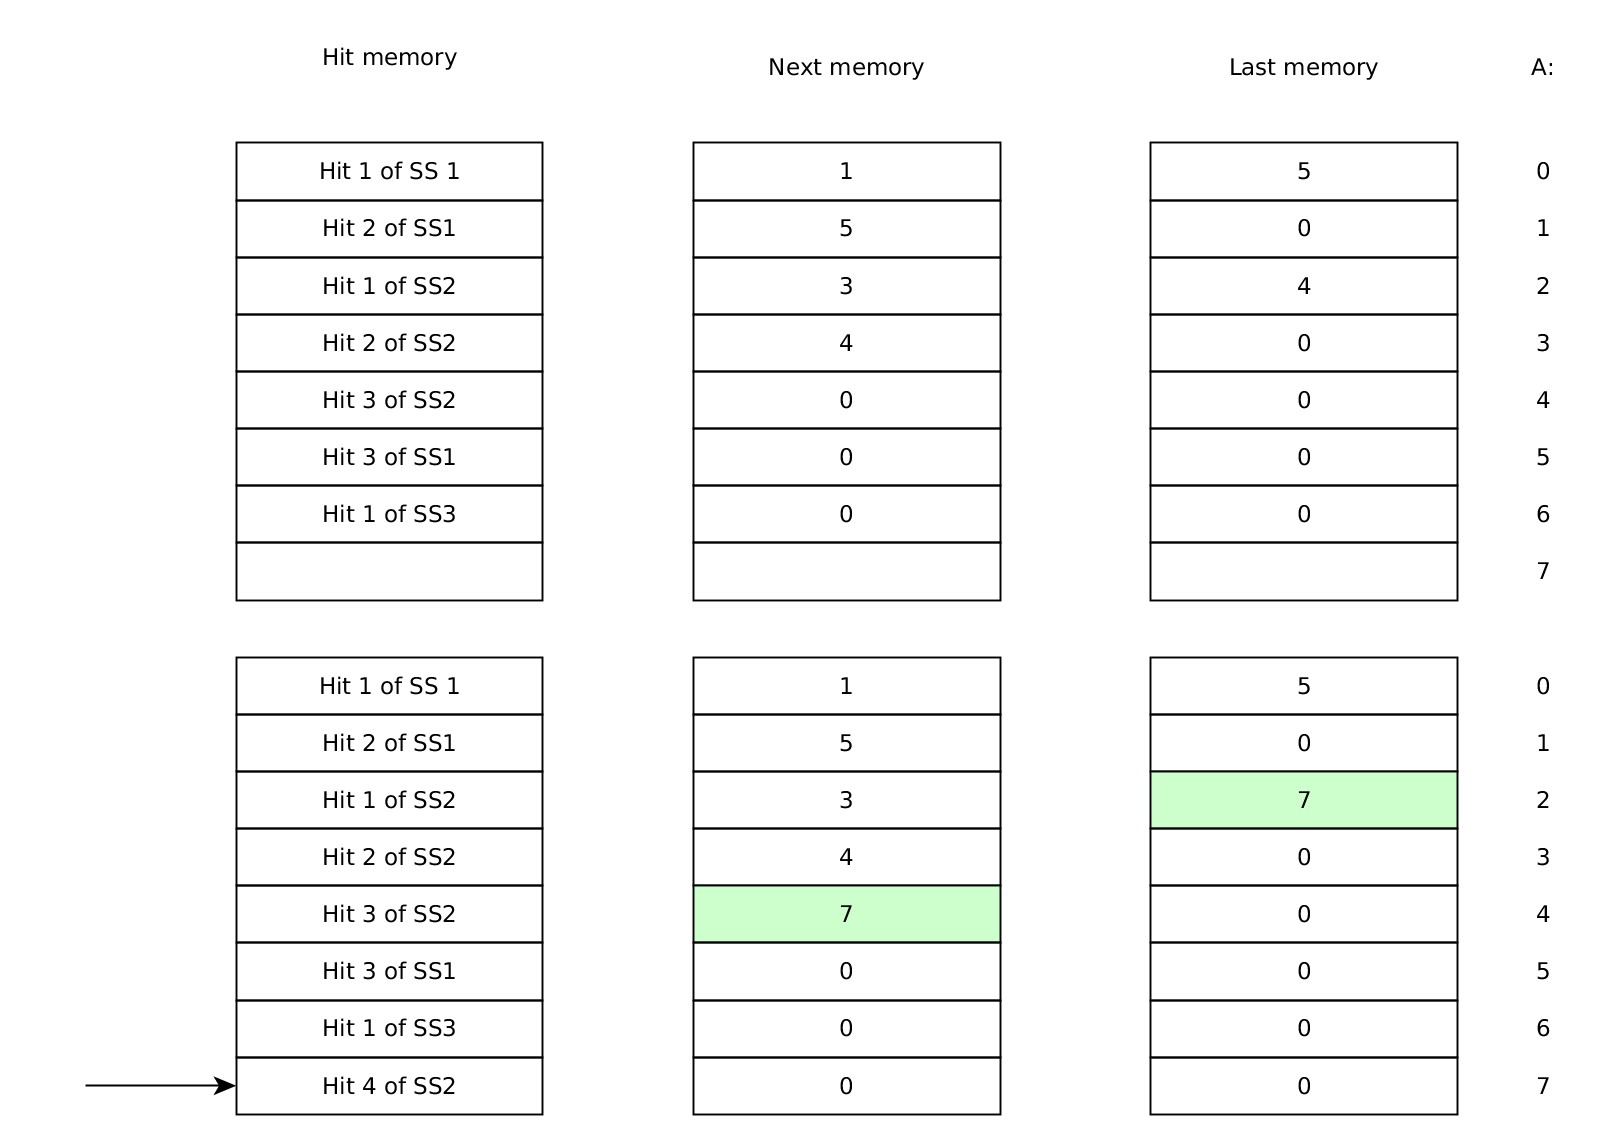 Hit memory Next memory Last memory A:
Hit 1 of SS 1 1 5 0
Hit 2 of SS1 5 0 1
Hit 1 of SS2 3 4 2
Hit 2 of SS2 4 0 3
Hit 3 of SS2 0 0 4
Hit 3 of SS1 0 0 5
Hit 1 of SS3 0 0 6
7
Hit 1 of SS 1 1 5 0
Hit 2 of SS1 5 0 1
Hit 1 of SS2 3 7 2
Hit 2 of SS2 4 0 3
Hit 3 of SS2 7 0 4
Hit 3 of SS1 0 0 5
Hit 1 of SS3 0 0 6
Hit 4 of SS2 0 0 7